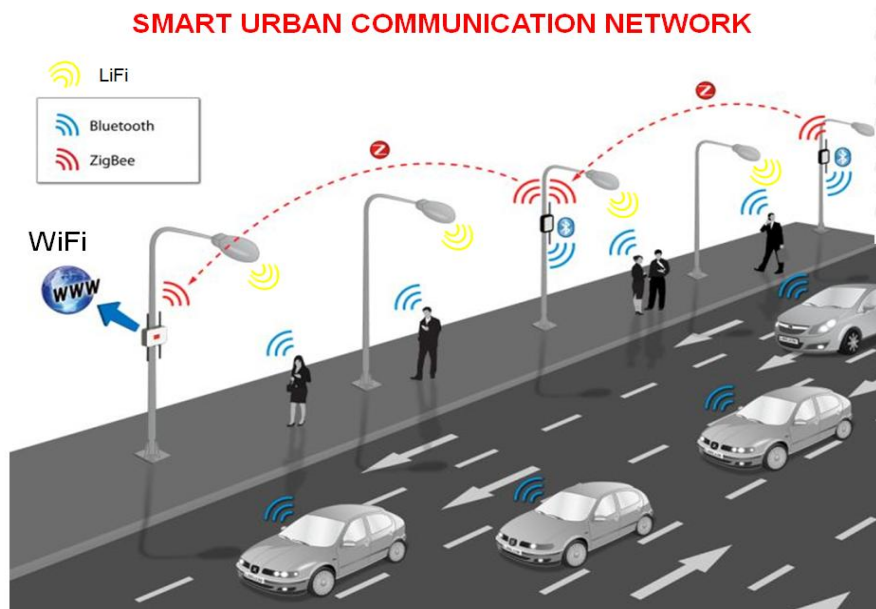 SMART URBAN COMMUNICATION NETWORK
LiFi
Bluetooth
ZigBee
Z
Z
WiFi
WWW